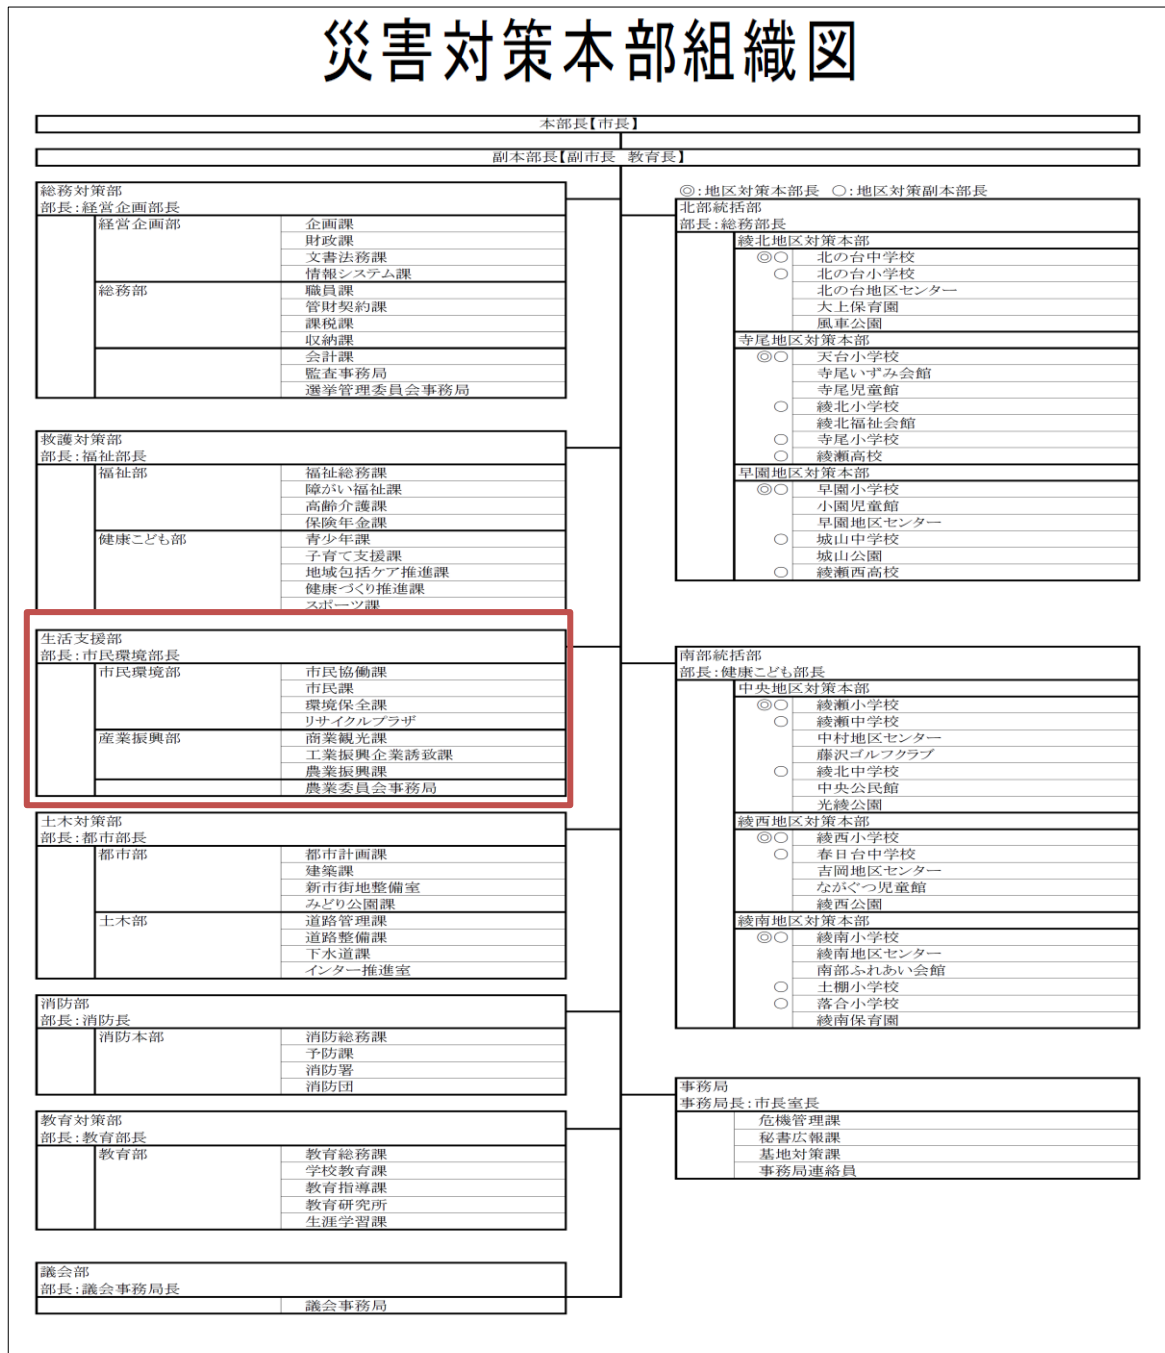 災害対策本部組織図
本部長【市長】
副本部長【副市長 教育長】
総務対策部
部長:経営企画部長
経営企画部 企画課
財政課
文書法務課
情報システム課
総務部 職員課
管財契約課
課税課
収納課
会計課
監査事務局
選挙管理委員会事務局
救護対策部
部長:福祉部長
福祉部 福祉総務課
障がい福祉課
高齢介護課
保険年金課
健康こども部 青少年課
子育て支援課
地域包括ケア推進課
健康づくり推進課
スポーツ課
生活支援部
部長:市民環境部長
市民環境部 市民協働課
市民課
環境保全課
リサイクルプラザ
産業振興部 商業観光課
工業振興企業誘致課
農業振興課
農業委員会事務局
土木対策部
部長:都市部長
都市部 都市計画課
建築課
新市街地整備室
みどり公園課
土木部 道路管理課
道路整備課
下水道課
インター推進室
消防部
部長:消防長
消防本部 消防総務課
予防課
消防署
消防団
教育対策部
部長:教育部長
教育部 教育総務課
学校教育課
教育指導課
教育研究所
生涯学習課
議会部
部長:議会事務局長
議会事務局
◎:地区対策本部長 ○:地区対策副本部長
北部統括部
部長:総務部長
綾北地区対策本部
◎○ 北の台中学校
○ 北の台小学校
北の台地区センター
大上保育園
風車公園
寺尾地区対策本部
◎○ 天台小学校
寺尾いずみ会館
寺尾児童館
○ 綾北小学校
綾北福祉会館
○ 寺尾小学校
○ 綾瀬高校
早園地区対策本部
◎○ 早園小学校
小園児童館
早園地区センター
○ 城山中学校
城山公園
○ 綾瀬西高校
南部統括部
部長:健康こども部長
中央地区対策本部
◎○ 綾瀬小学校
○ 綾瀬中学校
中村地区センター
藤沢ゴルフクラブ
○ 綾北中学校
中央公民館
光綾公園
綾西地区対策本部
◎○ 綾西小学校
○ 春日台中学校
吉岡地区センター
ながぐつ児童館
綾西公園
綾南地区対策本部
◎○ 綾南小学校
綾南地区センター
南部ふれあい会館
○ 土棚小学校
○ 落合小学校
綾南保育園
事務局
事務局長:市長室長
危機管理課
秘書広報課
基地対策課
事務局連絡員